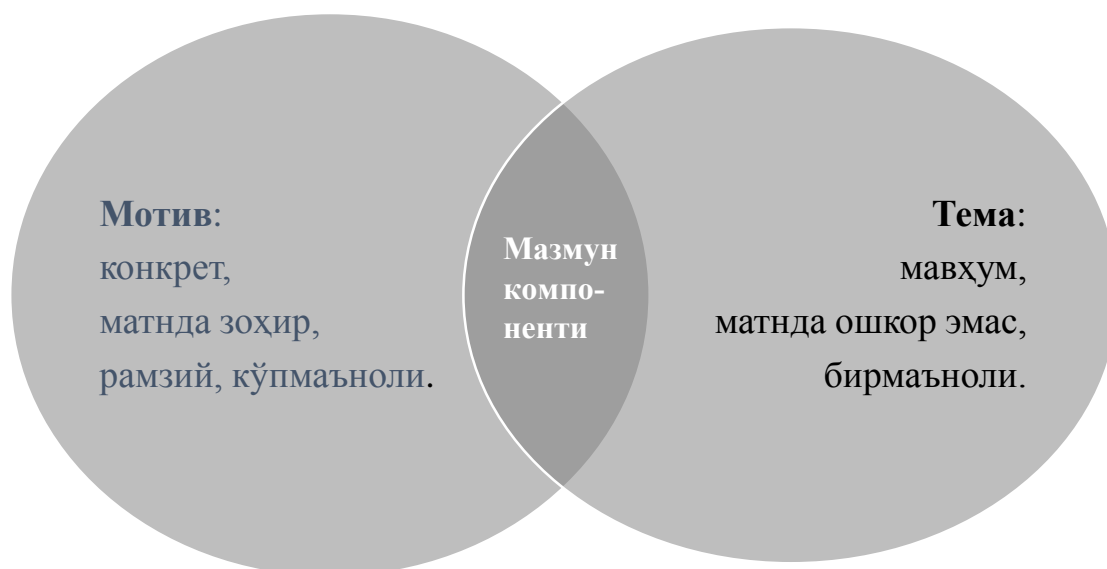 Мотив:
конкрет,
матнда зоҳир,
рамзий, кўпмаъноли.
Мазмун
компо-
ненти
Тема:
мавҳум,
матнда ошкор эмас,
бирмаъноли.